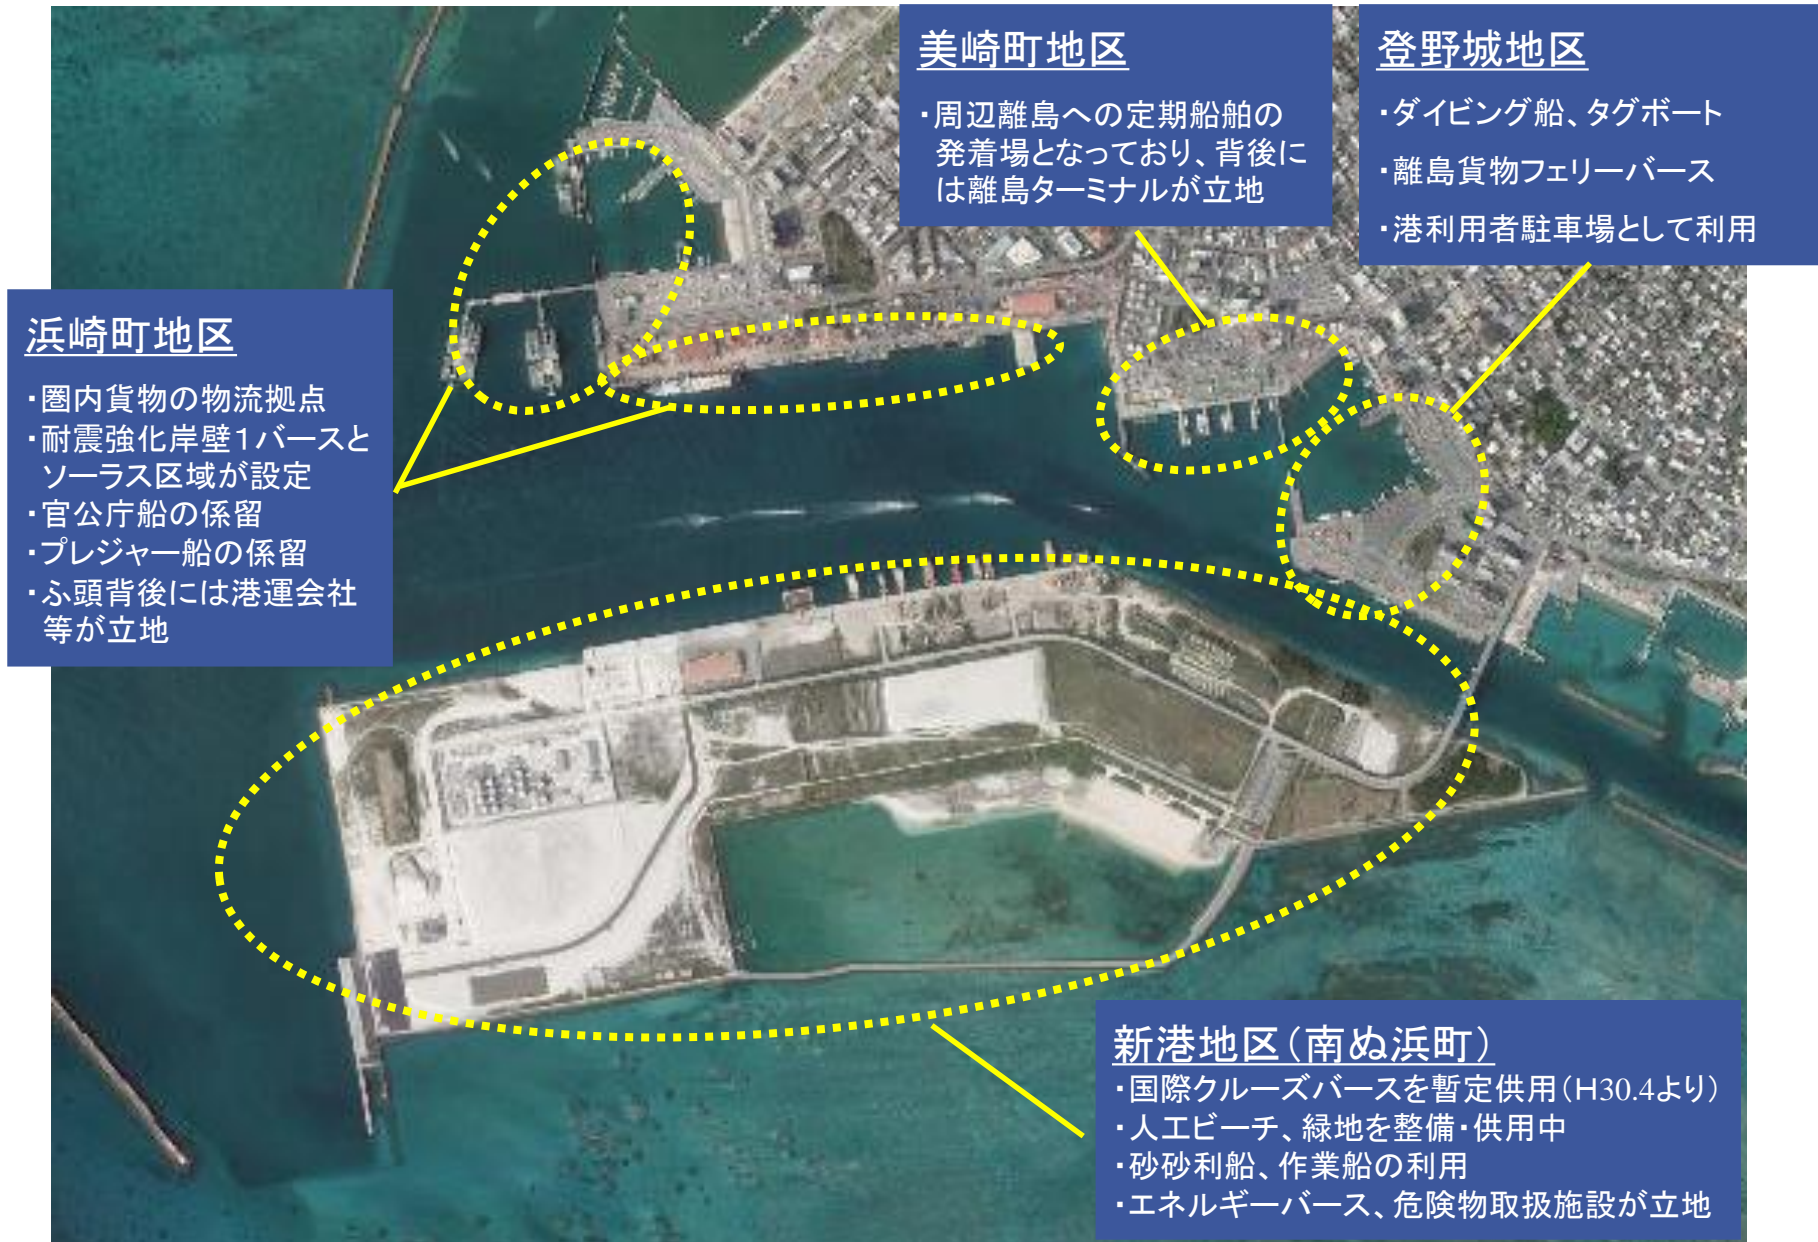 美崎町地区
・周辺離島への定期船舶の
発着場となっており、背後に
は離島ターミナルが立地
登野城地区
・ダイビング船、タグボート
・離島貨物フェリーバース
・港利用者駐車場として利用
浜崎町地区
・圏内貨物の物流拠点
・耐震強化岸壁1バースと
ソーラス区域が設定
・官公庁船の係留
・プレジャー船の係留
・ふ頭背後には港運会社
等が立地
新港地区(南ぬ浜町)
・国際クルーズバースを暫定供用(H30.4より)
・人工ビーチ、緑地を整備・供用中
・砂砂利船、作業船の利用
・エネルギーバース、危険物取扱施設が立地